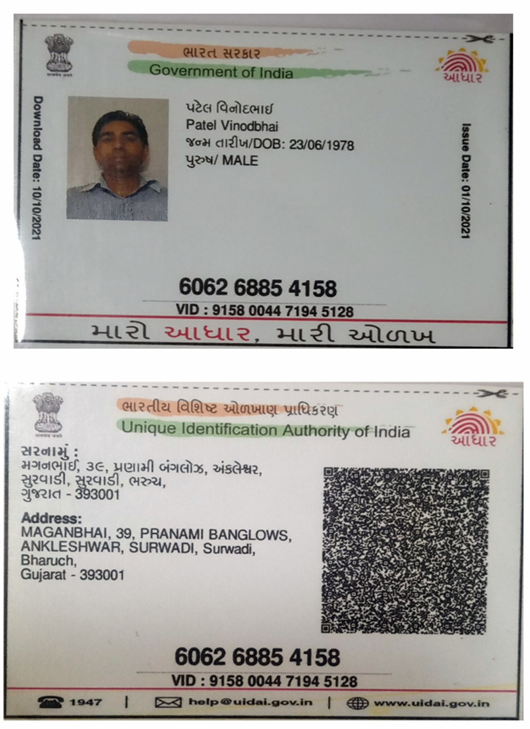 ભારત સરકાર
Government of India
આધાર
Download Date: 10/10/2021
પટેલ વિનોદભાઈ
Patel Vinodbhai
જન્મ તારીખ/DOB: 23/06/1978
પુરુષ/ MALE
Issue Date: 01/10/2021
6062 6885 4158
VID : 9158 0044 7194 5128
મારો આધાર, મારી ઓળખ
ભારતીય વિશિષ્ટ ઓળખાણ પ્રાધિકરણ
Unique Identification Authority of India
આધાર
સરનામું :
મગનભાઈ, ૩૯, પ્રણામી બંગલોઝ, અંકલેશ્વર,
સુરવાડી, સુરવાડી, ભરુચ,
ગુજરાત - 393001
Address:
MAGANBHAI, 39, PRANAMI BANGLOWS,
ANKLESHWAR, SURWADI, Surwadi,
Bharuch,
Gujarat - 393001
6062 6885 4158
VID : 9158 0044 7194 5128
1947 | help@uidai.gov.in | www.uidai.gov.in